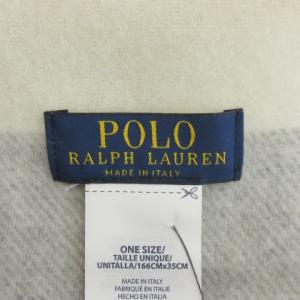 POLO
RALPH LAUREN
MADE IN ITALY
ONE SIZE/
TAILLE UNIQUE/
UNITALLA/166CMx35CM
MADE IN ITALY
FABRIQUÉ EN ITALIE
HECHO EN ITALIA